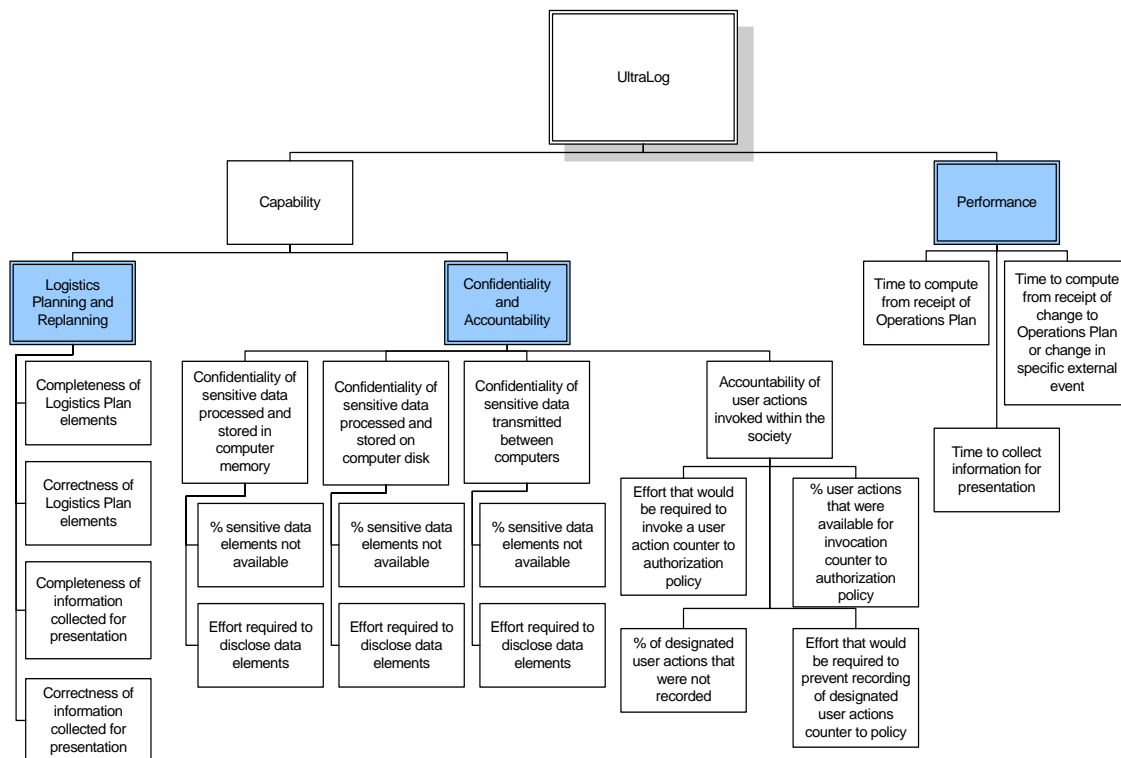 UltraLog
Capability
Performance
Logistics
Planning and
Replanning
Confidentiality
and
Accountability
Time to compute
from receipt of
Operations Plan
Time to compute
from receipt of
change to
Operations Plan
or change in
specific external
event
Time to collect
information for
presentation
Completeness of
Logistics Plan
elements
Correctness of
Logistics Plan
elements
Completeness of
information
collected for
presentation
Correctness of
information
collected for
presentation
Confidentiality of
sensitive data
processed and
stored in
computer
memory
% sensitive data
elements not
available
Effort required to
disclose data
elements
Confidentiality of
sensitive data
processed and
stored on
computer disk
% sensitive data
elements not
available
Effort required to
disclose data
elements
Confidentiality of
sensitive data
transmitted
between
computers
% sensitive data
elements not
available
Effort required to
disclose data
elements
Accountability of
user actions
invoked within the
society
Effort that would
be required to
invoke a user
action counter to
authorization
policy
% user actions
that were
available for
invocation
counter to
authorization
policy
% of designated
user actions that
were not
recorded
Effort that would
be required to
prevent recording
of designated
user actions
counter to policy